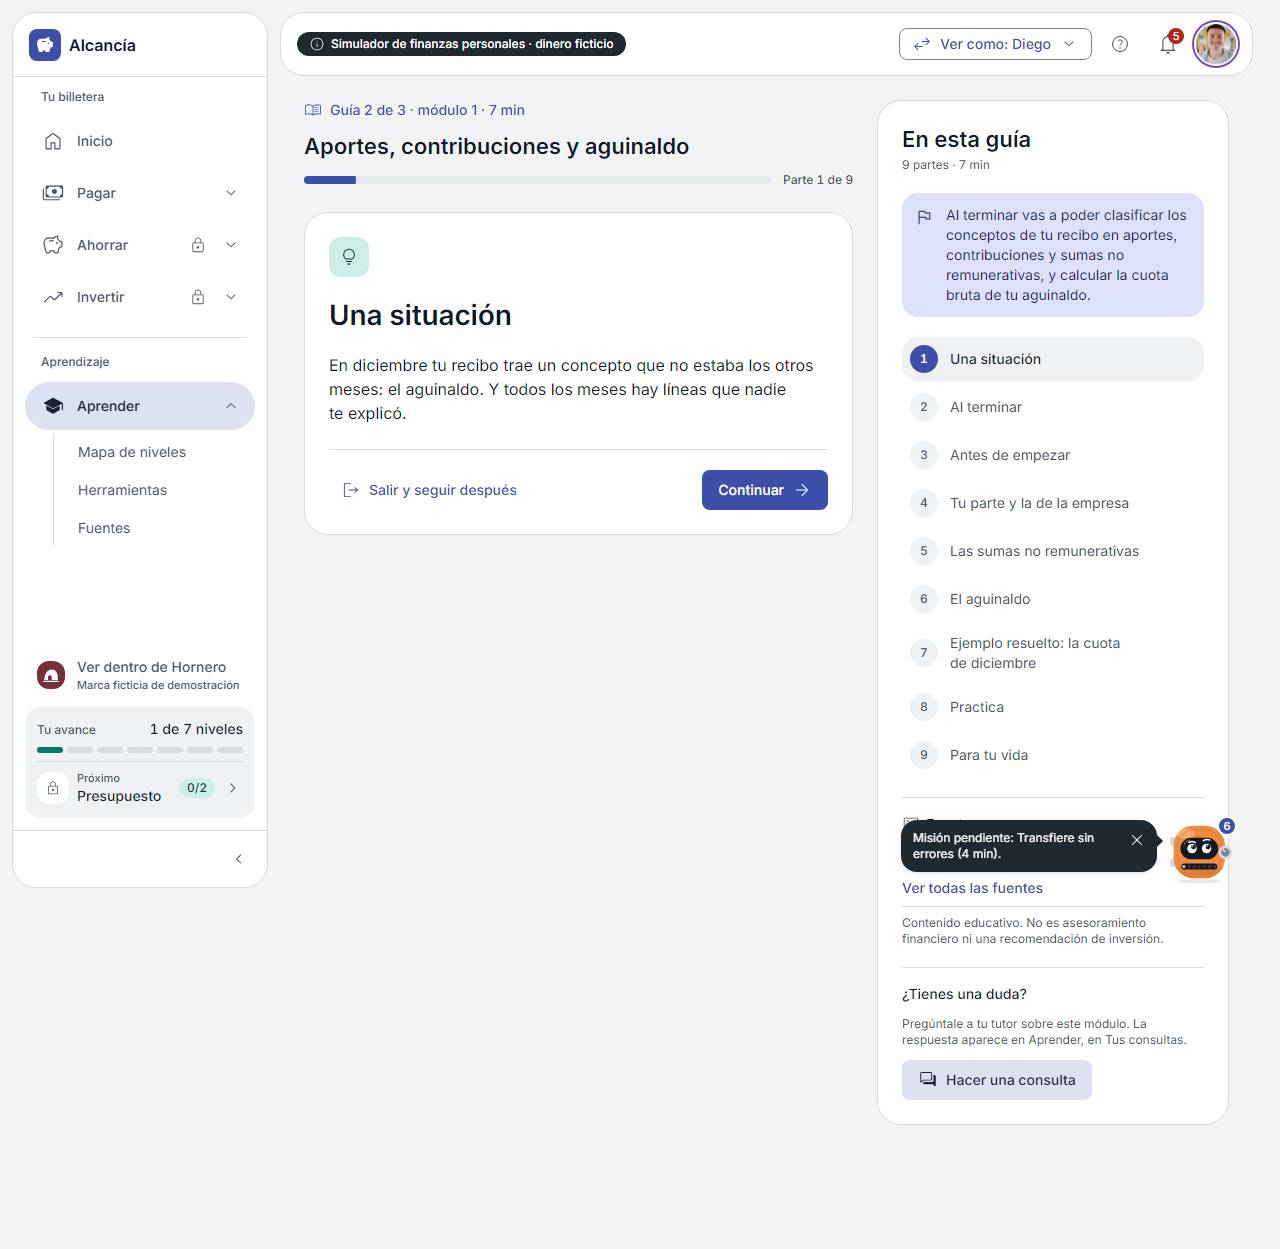 Alcancía
Simulador de finanzas personales · dinero ficticio
Ver como: Diego
5
Tu billetera
Inicio
Pagar
Ahorrar
Invertir
Aprendizaje
Aprender
Mapa de niveles
Herramientas
Fuentes
Ver dentro de Hornero
Marca ficticia de demostración
Tu avance
1 de 7 niveles
Próximo
Presupuesto
0/2
Guía 2 de 3 · módulo 1 · 7 min
Aportes, contribuciones y aguinaldo
Parte 1 de 9
Una situación
En diciembre tu recibo trae un concepto que no estaba los otros
meses: el aguinaldo. Y todos los meses hay líneas que nadie
te explicó.
Salir y seguir después
Continuar
En esta guía
9 partes · 7 min
Al terminar vas a poder clasificar los
conceptos de tu recibo en aportes,
contribuciones y sumas no
remunerativas, y calcular la cuota
bruta de tu aguinaldo.
1 Una situación
2 Al terminar
3 Antes de empezar
4 Tu parte y la de la empresa
5 Las sumas no remunerativas
6 El aguinaldo
7 Ejemplo resuelto: la cuota
de diciembre
8 Practica
9 Para tu vida
Misión pendiente: Transfiere sin
errores (4 min).
6
Ver todas las fuentes
Contenido educativo. No es asesoramiento
financiero ni una recomendación de inversión.
¿Tienes una duda?
Pregúntale a tu tutor sobre este módulo. La
respuesta aparece en Aprender, en Tus consultas.
Hacer una consulta